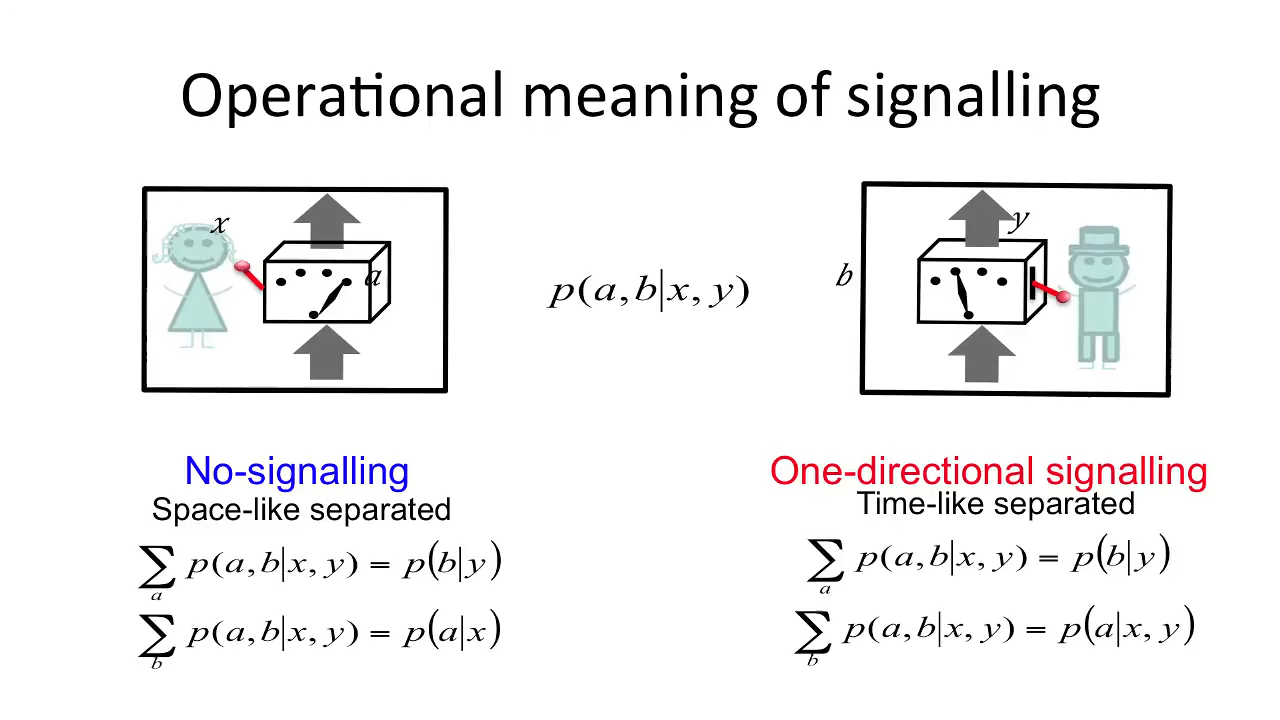 Operational meaning of signalling
x
a
p(a,b|x,y)
y
b
No-signalling
Space-like separated
∑_a p(a,b|x,y) = p(b|y)
∑_b p(a,b|x,y) = p(a|x)
One-directional signalling
Time-like separated
∑_a p(a,b|x,y) = p(b|y)
∑_b p(a,b|x,y) = p(a|x,y)